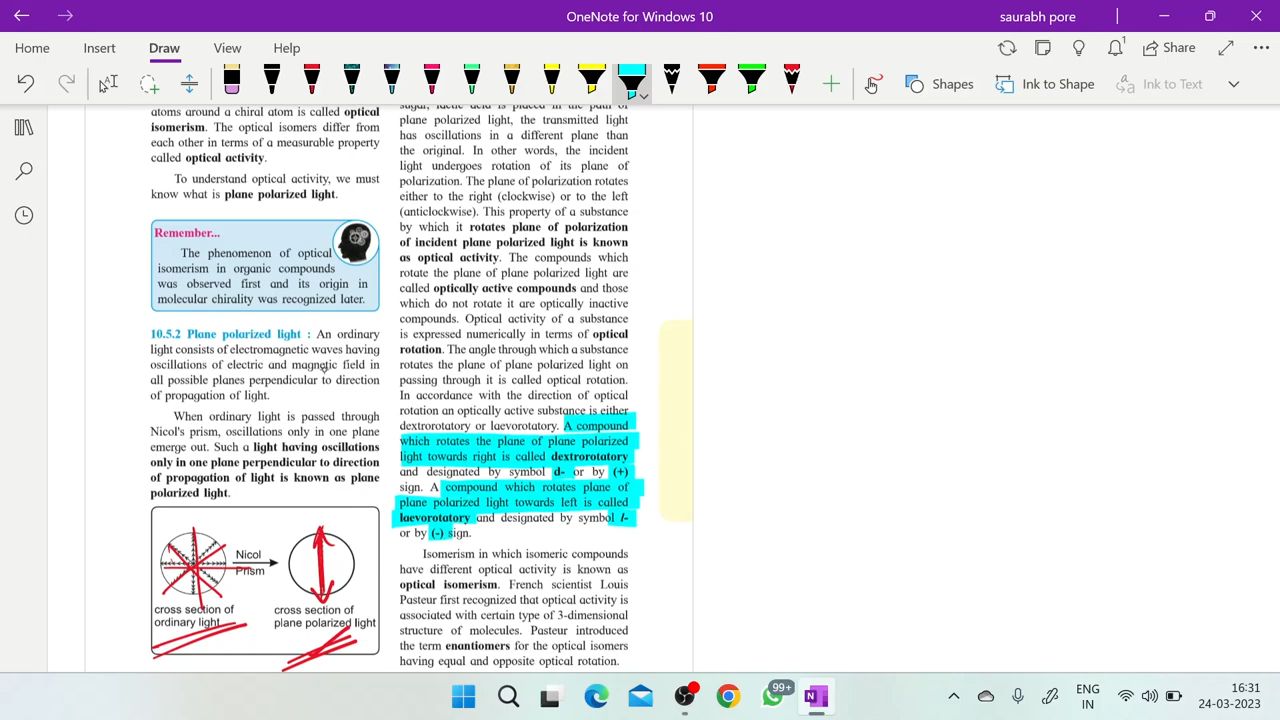 OneNote for Windows 10
saurabh pore
Home
Insert
Draw
View
Help
Share
Shapes
Ink to Shape
Ink to Text
atoms around a chiral atom is called optical
isomerism. The optical isomers differ from
each other in terms of a measurable property
called optical activity.
To understand optical activity, we must
know what is plane polarized light.
Remember...
The phenomenon of optical
isomerism in organic compounds
was observed first and its origin in
molecular chirality was recognized later.
10.5.2 Plane polarized light : An ordinary
light consists of electromagnetic waves having
oscillations of electric and magnetic field in
all possible planes perpendicular to direction
of propagation of light.
When ordinary light is passed through
Nicol's prism, oscillations only in one plane
emerge out. Such a light having oscillations
only in one plane perpendicular to direction
of propagation of light is known as plane
polarized light.
Nicol
Prism
cross section of
ordinary light
cross section of
plane polarized light
sugar, lactic acid is placed in the path of
plane polarized light, the transmitted light
has oscillations in a different plane than
the original. In other words, the incident
light undergoes rotation of its plane of
polarization. The plane of polarization rotates
either to the right (clockwise) or to the left
(anticlockwise). This property of a substance
by which it rotates plane of polarization
of incident plane polarized light is known
as optical activity. The compounds which
rotate the plane of plane polarized light are
called optically active compounds and those
which do not rotate it are optically inactive
compounds. Optical activity of a substance
is expressed numerically in terms of optical
rotation. The angle through which a substance
rotates the plane of plane polarized light on
passing through it is called optical rotation.
In accordance with the direction of optical
rotation an optically active substance is either
dextrorotatory or laevorotatory. A compound
which rotates the plane of plane polarized
light towards right is called dextrorotatory
and designated by symbol d- or by (+)
sign. A compound which rotates plane of
plane polarized light towards left is called
laevorotatory and designated by symbol l-
or by (-) sign.
Isomerism in which isomeric compounds
have different optical activity is known as
optical isomerism. French scientist Louis
Pasteur first recognized that optical activity is
associated with certain type of 3-dimensional
structure of molecules. Pasteur introduced
the term enantiomers for the optical isomers
having equal and opposite optical rotation.
99+
ENG
IN
16:31
24-03-2023